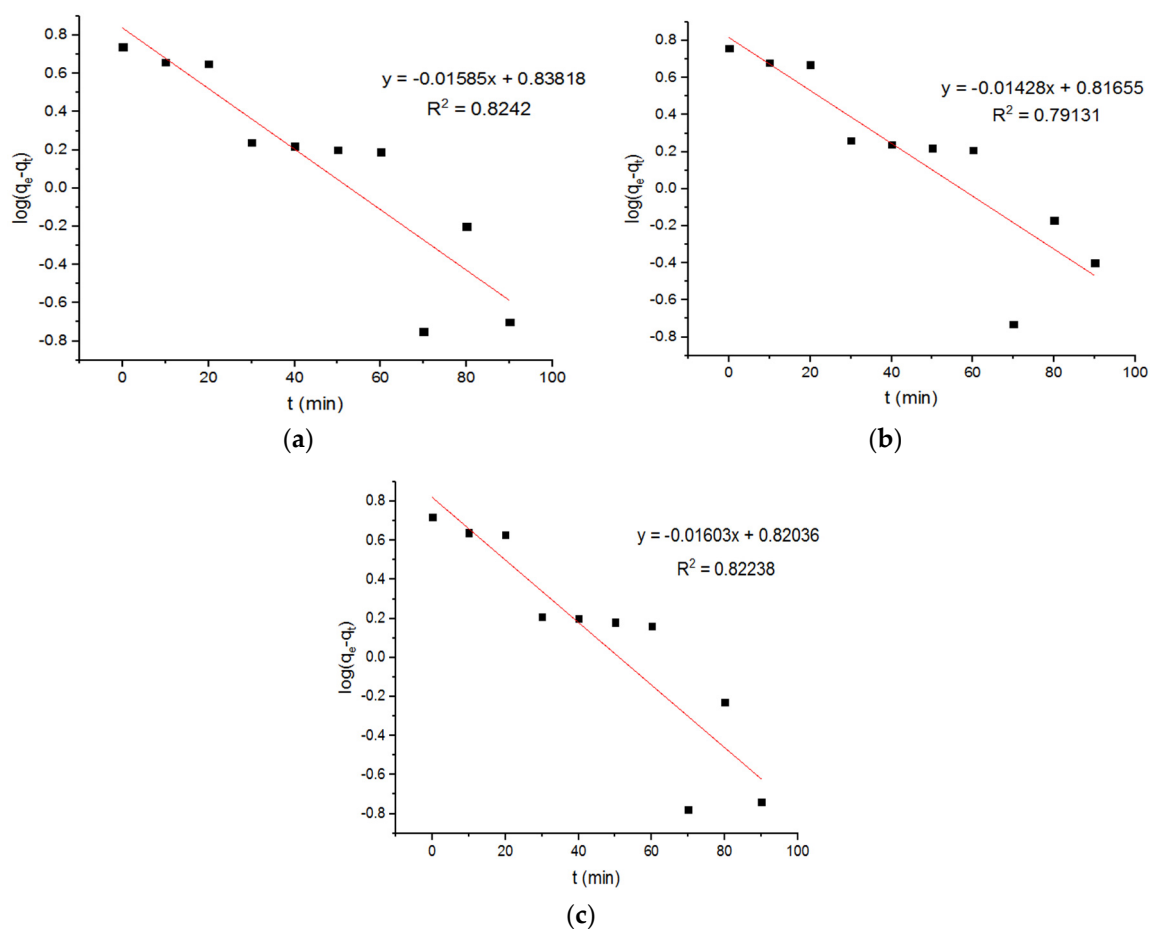 0.8
0.6
0.4
0.2
0.0
-0.2
-0.4
-0.6
-0.8
log(qe-qt)
y = -0.01585x + 0.83818
R2 = 0.8242
0 20 40 60 80 100
t (min)
(a)
0.8
0.6
0.4
0.2
0.0
-0.2
-0.4
-0.6
-0.8
log(qe-qt)
y = -0.01428x + 0.81655
R2 = 0.79131
0 20 40 60 80 100
t (min)
(b)
0.8
0.6
0.4
0.2
0.0
-0.2
-0.4
-0.6
-0.8
log(qe-qt)
y = -0.01603x + 0.82036
R2 = 0.82238
0 20 40 60 80 100
t (min)
(c)